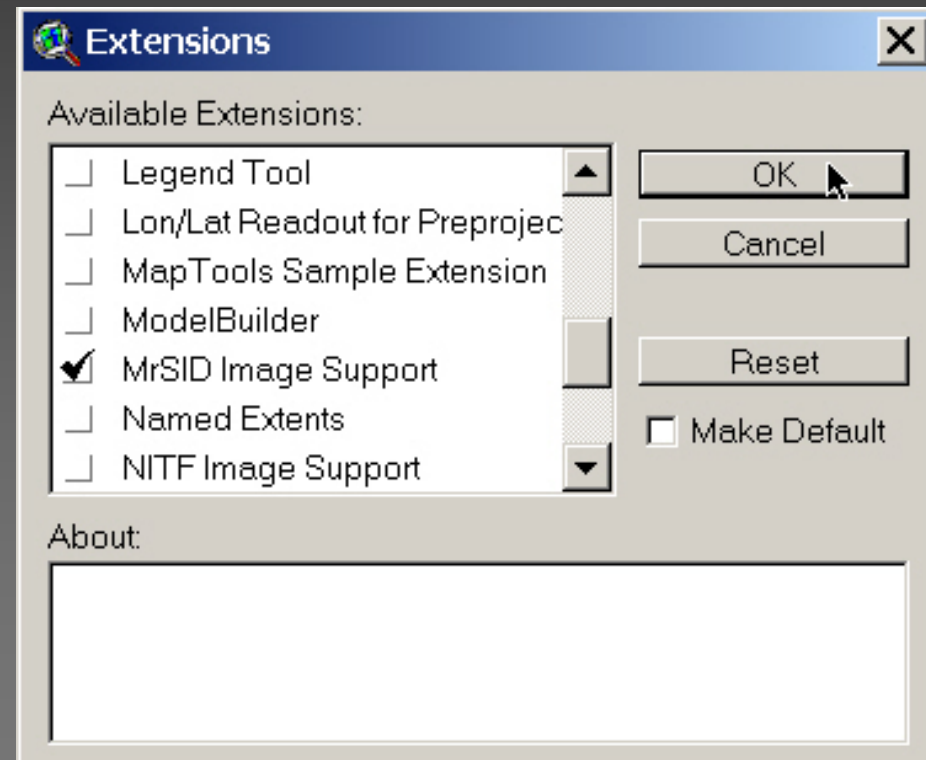 Extensions
Available Extensions:
Legend Tool
Lon/Lat Readout for Preprojec
MapTools Sample Extension
ModelBuilder
MrSID Image Support
Named Extents
NITF Image Support
OK
Cancel
Reset
Make Default
About: